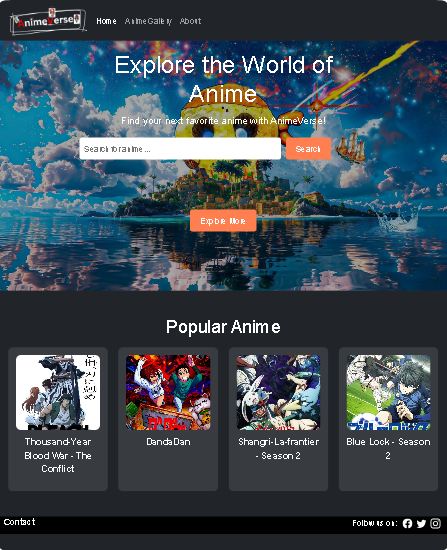 AnimeVerse
Home AnimeGallery About
Explore the World of
Anime
Find your next favorite anime with AnimeVerse!
Search for anime... Search
Explore More
Popular Anime
Thousand-Year
Blood War - The
Conflict
DandaDan
Shangri-La-frantier
- Season 2
Blue Lock - Season
2
Contact
Follow us on: